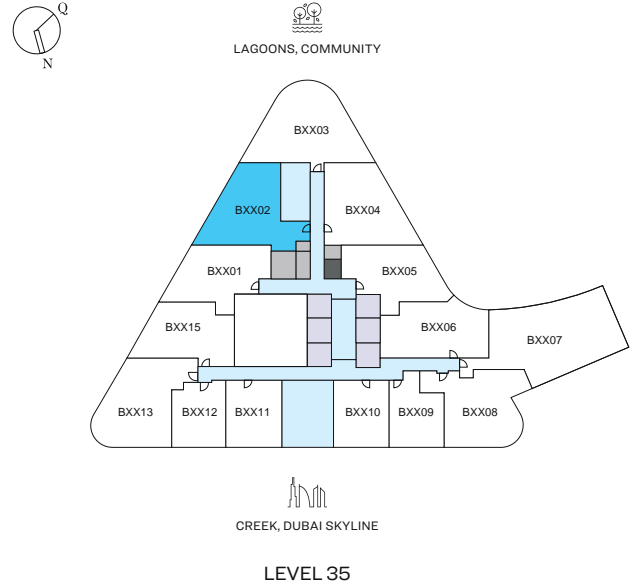 Q
N
LAGOONS, COMMUNITY
BXX03
BXX02
BXX04
BXX01
BXX05
BXX15
BXX06
BXX07
BXX13
BXX12
BXX11
BXX10
BXX09
BXX08
CREEK, DUBAI SKYLINE
LEVEL 35